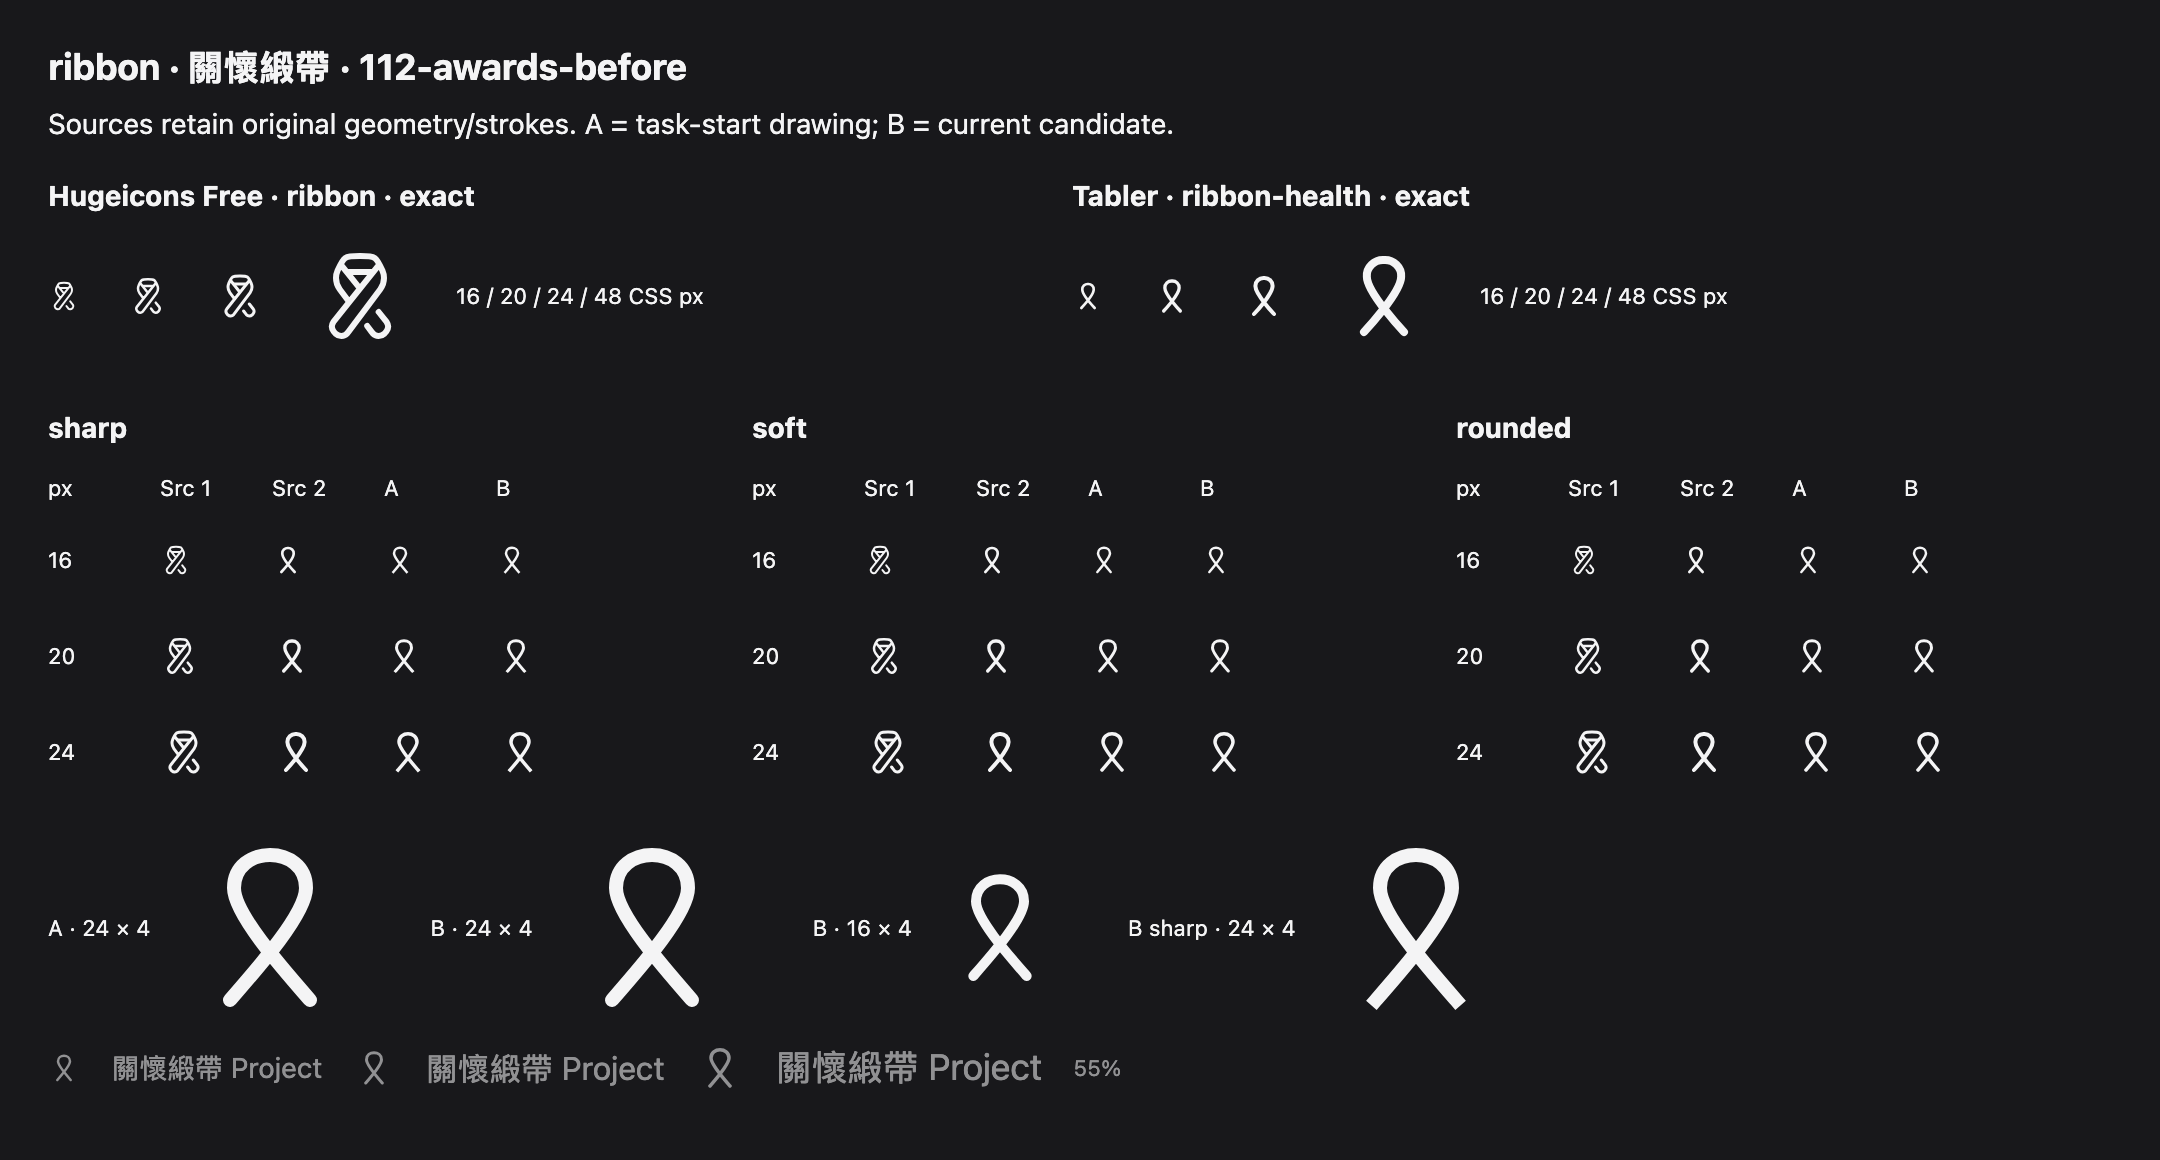 ribbon · 關懷緞帶 · 112-awards-before
Sources retain original geometry/strokes. A = task-start drawing; B = current candidate.
Hugeicons Free · ribbon · exact
16 / 20 / 24 / 48 CSS px
Tabler · ribbon-health · exact
16 / 20 / 24 / 48 CSS px
sharp
px Src 1 Src 2 A B
16
20
24
soft
px Src 1 Src 2 A B
16
20
24
rounded
px Src 1 Src 2 A B
16
20
24
A · 24 × 4
B · 24 × 4
B · 16 × 4
B sharp · 24 × 4
關懷緞帶 Project
關懷緞帶 Project
關懷緞帶 Project
55%